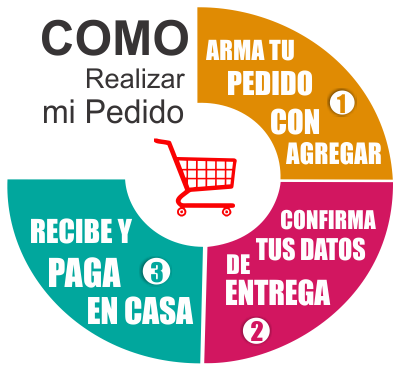 COMO
Realizar
mi Pedido
ARMA TU
PEDIDO
CON
AGREGAR
1
CONFIRMA
TUS DATOS
DE
ENTREGA
2
RECIBE Y
PAGA
EN CASA
3